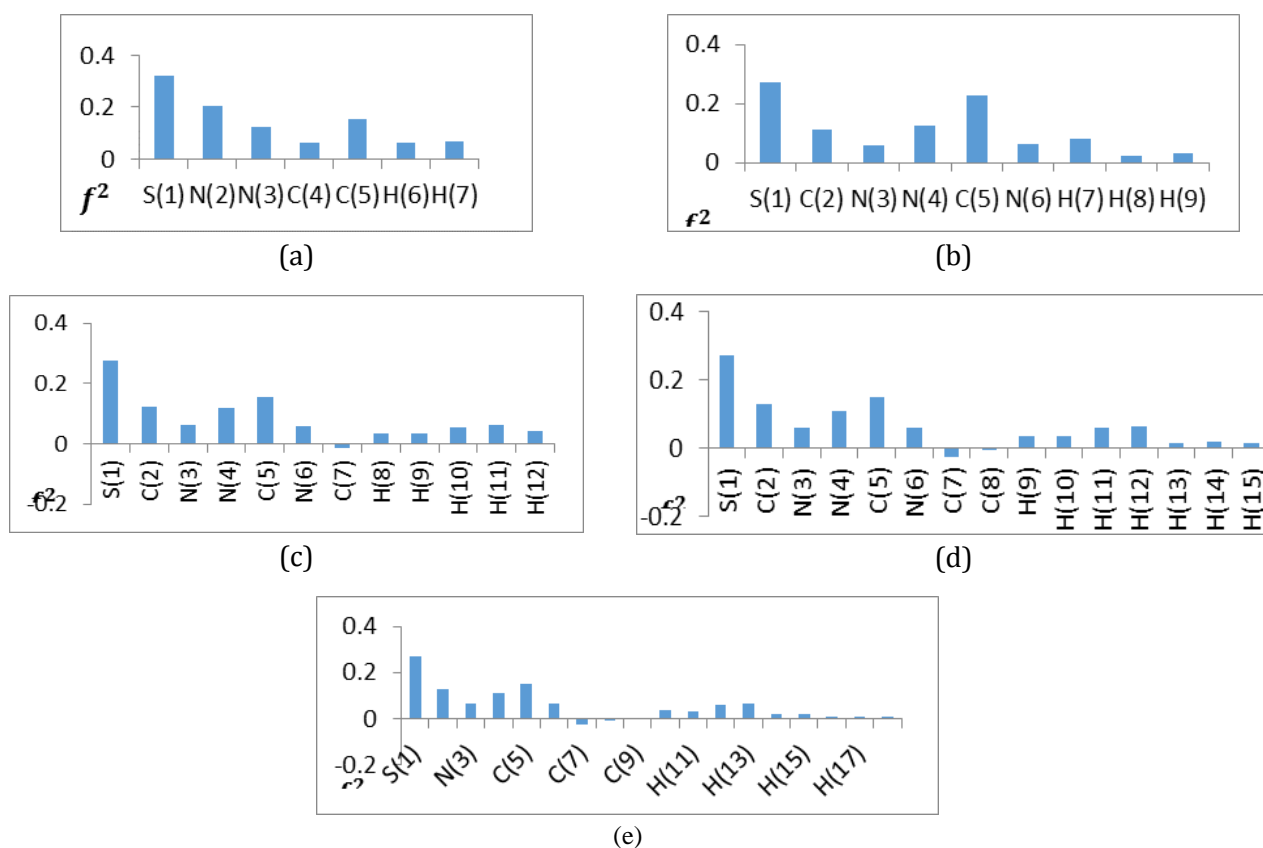 0.4
0.2
0
f²
S(1) N(2) N(3) C(4) C(5) H(6) H(7)
(a)
0.4
0.2
0
S(1) C(2) N(3) N(4) C(5) N(6) H(7) H(8) H(9)
(b)
0.4
0.2
0
-0.2
S(1) C(2) N(3) N(4) C(5) N(6) C(7) H(8) H(9) H(10) H(11) H(12)
(c)
0.4
0.2
0
-0.2
S(1) C(2) N(3) N(4) C(5) N(6) C(7) C(8) H(9) H(10) H(11) H(12) H(13) H(14) H(15)
(d)
0.4
0.2
0
-0.2
S(1) N(3) C(5) C(7) C(9) H(11) H(13) H(15) H(17)
(e)